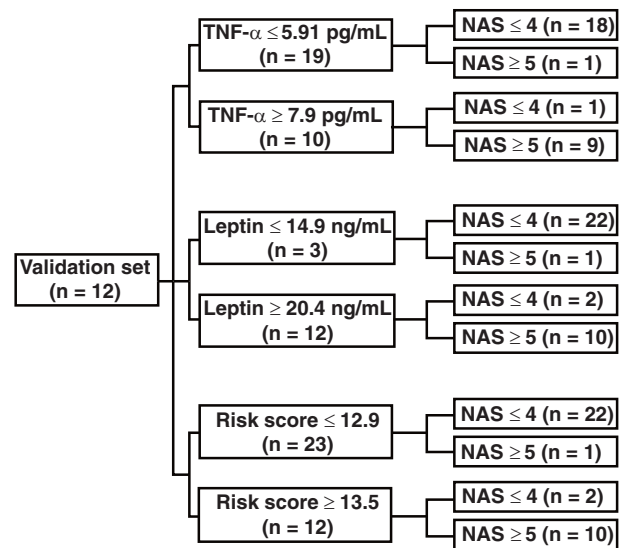 Validation set
(n = 12)
TNF-α ≤ 5.91 pg/mL
(n = 19)
NAS ≤ 4 (n = 18)
NAS ≥ 5 (n = 1)
TNF-α ≥ 7.9 pg/mL
(n = 10)
NAS ≤ 4 (n = 1)
NAS ≥ 5 (n = 9)
Leptin ≤ 14.9 ng/mL
(n = 3)
NAS ≤ 4 (n = 22)
NAS ≥ 5 (n = 1)
Leptin ≥ 20.4 ng/mL
(n = 12)
NAS ≤ 4 (n = 2)
NAS ≥ 5 (n = 10)
Risk score ≤ 12.9
(n = 23)
NAS ≤ 4 (n = 22)
NAS ≥ 5 (n = 1)
Risk score ≥ 13.5
(n = 12)
NAS ≤ 4 (n = 2)
NAS ≥ 5 (n = 10)